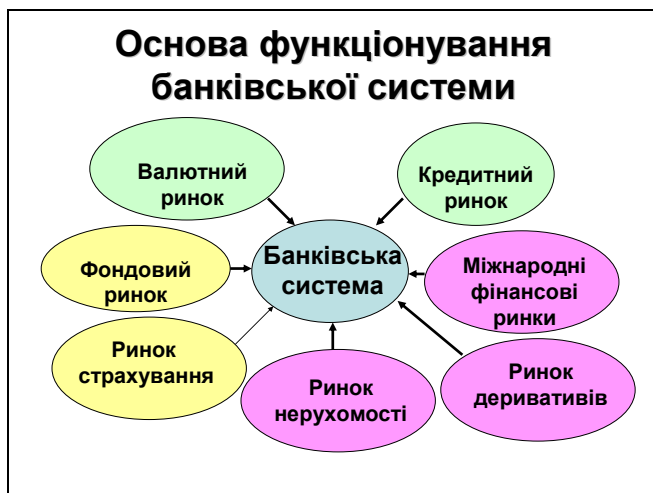 Основа функціонування
банківської системи
Валютний
ринок
Кредитний
ринок
Фондовий
ринок
Банківська
система
Міжнародні
фінансові
ринки
Ринок
страхування
Ринок
нерухомості
Ринок
деривативів